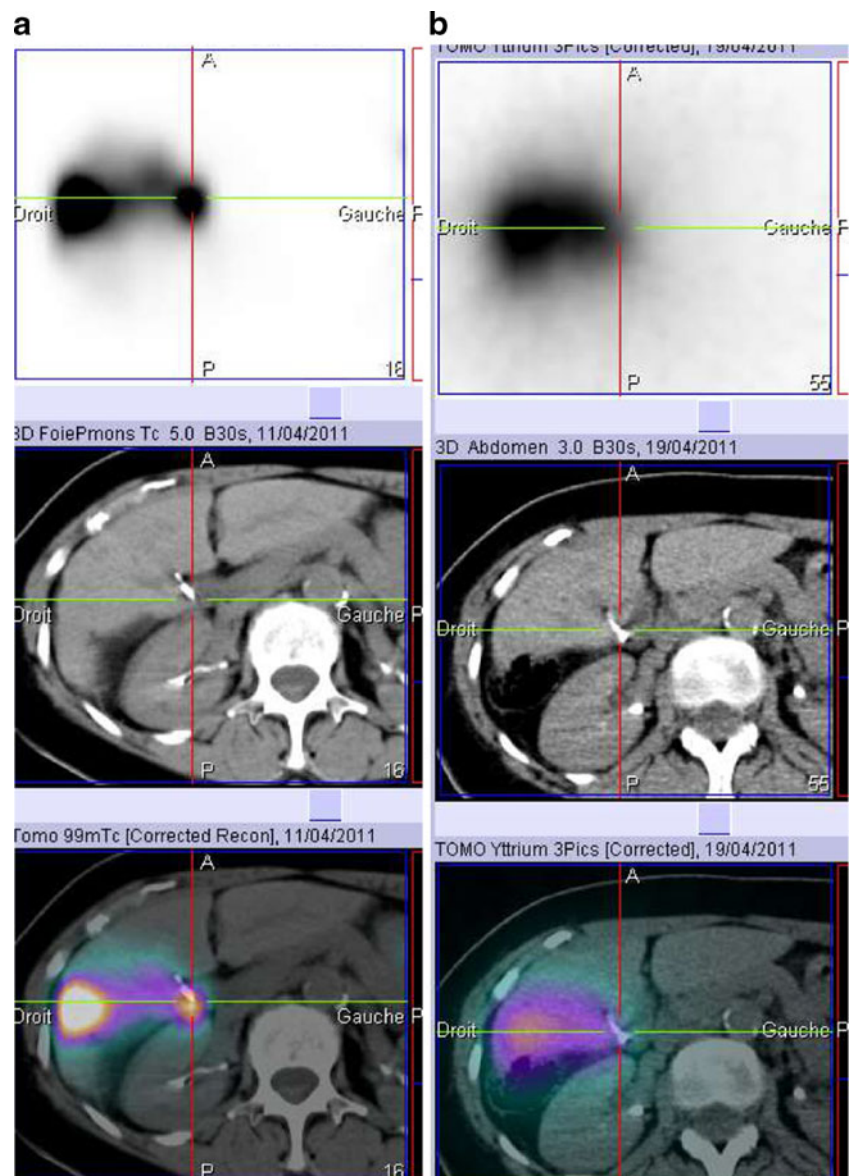 a
A
Droit
Gauche
P
P
16
3D FoiePmons Tc 5.0 B30s, 11/04/2011
A
Droit
Gauche
P
P
16
Tomo 99mTc [Corrected Recon], 11/04/2011
A
Droit
Gauche
P
P
16
b
TOMO Yttrium 3Pics [Corrected], 19/04/2011
A
Droit
Gauche
P
P
55
3D Abdomen 3.0 B30s, 19/04/2011
A
Droit
Gauche
P
P
55
TOMO Yttrium 3Pics [Corrected], 19/04/2011
A
Droit
Gauche
P